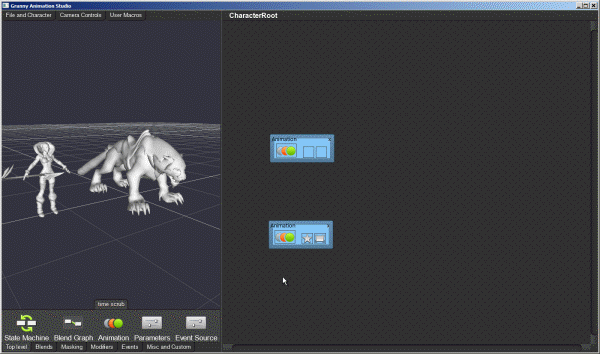 Granny Animation Studio
File and Character Camera Controls User Macros
CharacterRoot
Animation x
Animation x
time scrub
State Machine Blend Graph Animation Parameters Event Source
Top level Blends Masking Modifiers Events Misc and Custom